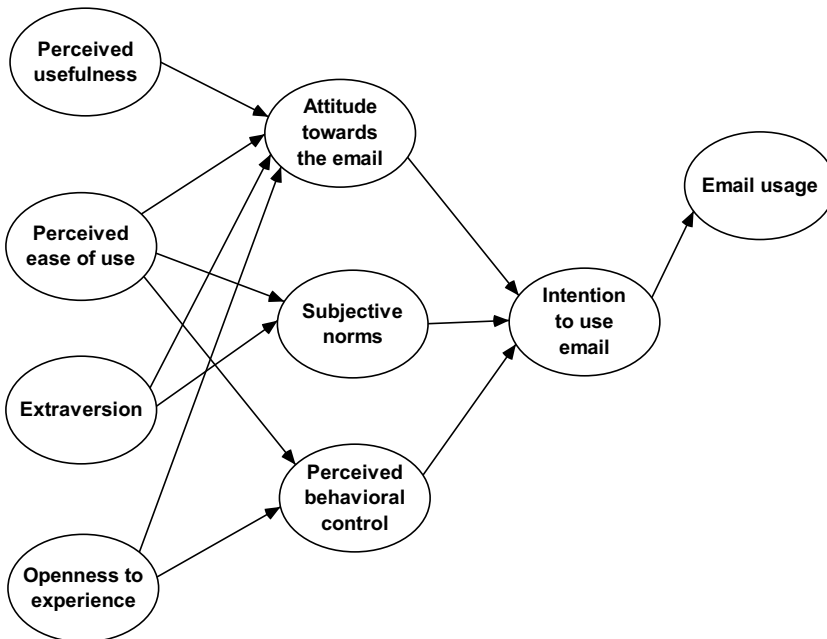 Perceived
usefulness
Attitude
towards
the email
Email usage
Perceived
ease of use
Subjective
norms
Intention
to use
email
Extraversion
Perceived
behavioral
control
Openness to
experience